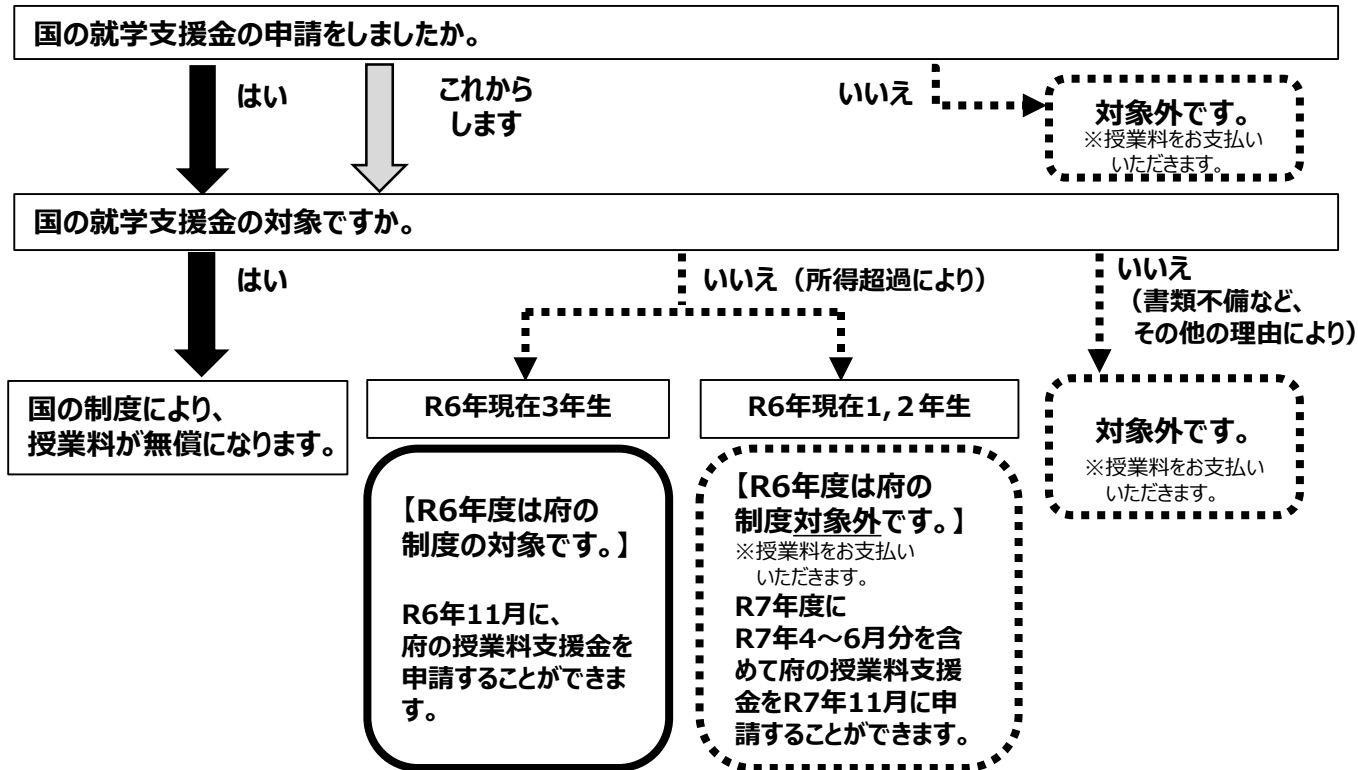 国の就学支援金の申請をしましたか。
はい
これから
します
いいえ
対象外です。
※授業料をお支払い
いただきます。
国の就学支援金の対象ですか。
はい
いいえ（所得超過により）
いいえ
（書類不備など、
その他の理由により）
国の制度により、
授業料が無償になります。
R6年現在3年生
R6年現在1,２年生
対象外です。
※授業料をお支払い
いただきます。
【R6年度は府の
制度の対象です。】
R6年11月に、
府の授業料支援金を
申請することができま
す。
【R6年度は府の
制度対象外です。】
※授業料をお支払い
いただきます。
R7年度に
R7年4～6月分を含
めて府の授業料支援
金をR7年11月に申
請することができます。